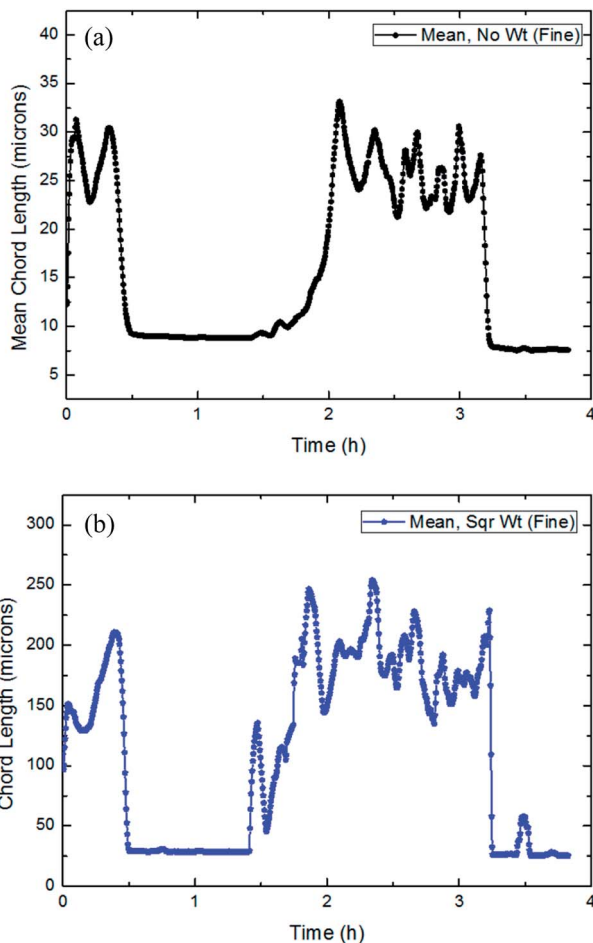 (a)
Mean, No Wt (Fine)
40
35
30
25
20
15
10
5
Mean Chord Length (microns)
0 1 2 3 4
Time (h)
(b)
Mean, Sqr Wt (Fine)
300
250
200
150
100
50
0
Chord Length (microns)
0 1 2 3 4
Time (h)